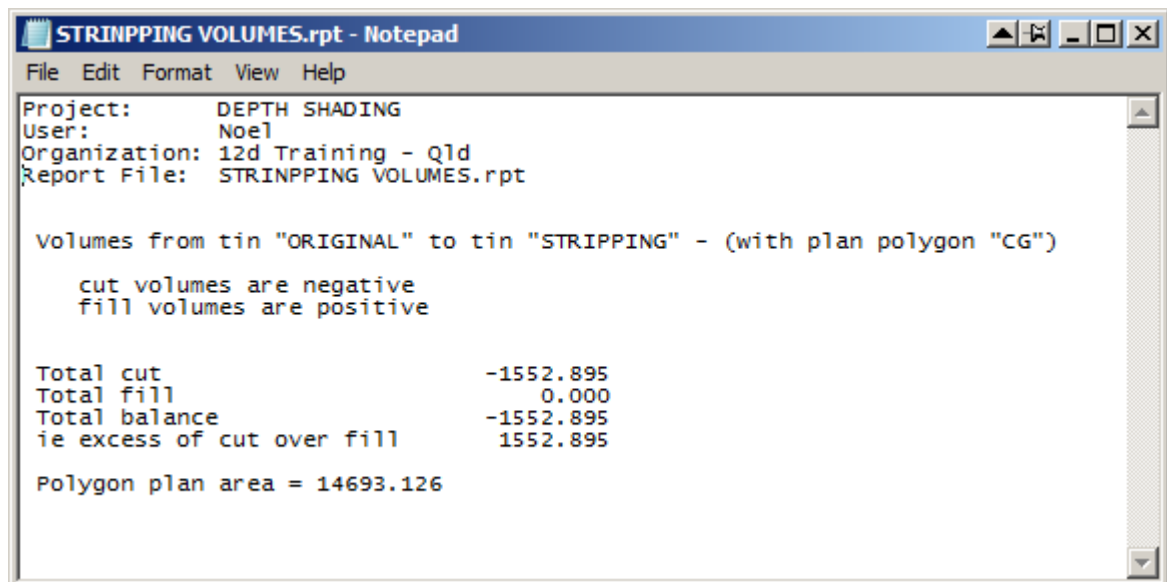 STRINPPING VOLUMES.rpt - Notepad
File Edit Format View Help
Project: DEPTH SHADING
User: Noel
Organization: 12d Training - Qld
Report File: STRINPPING VOLUMES.rpt
Volumes from tin "ORIGINAL" to tin "STRIPPING" - (with plan polygon "CG")
cut volumes are negative
fill volumes are positive
Total cut -1552.895
Total fill 0.000
Total balance -1552.895
ie excess of cut over fill 1552.895
Polygon plan area = 14693.126